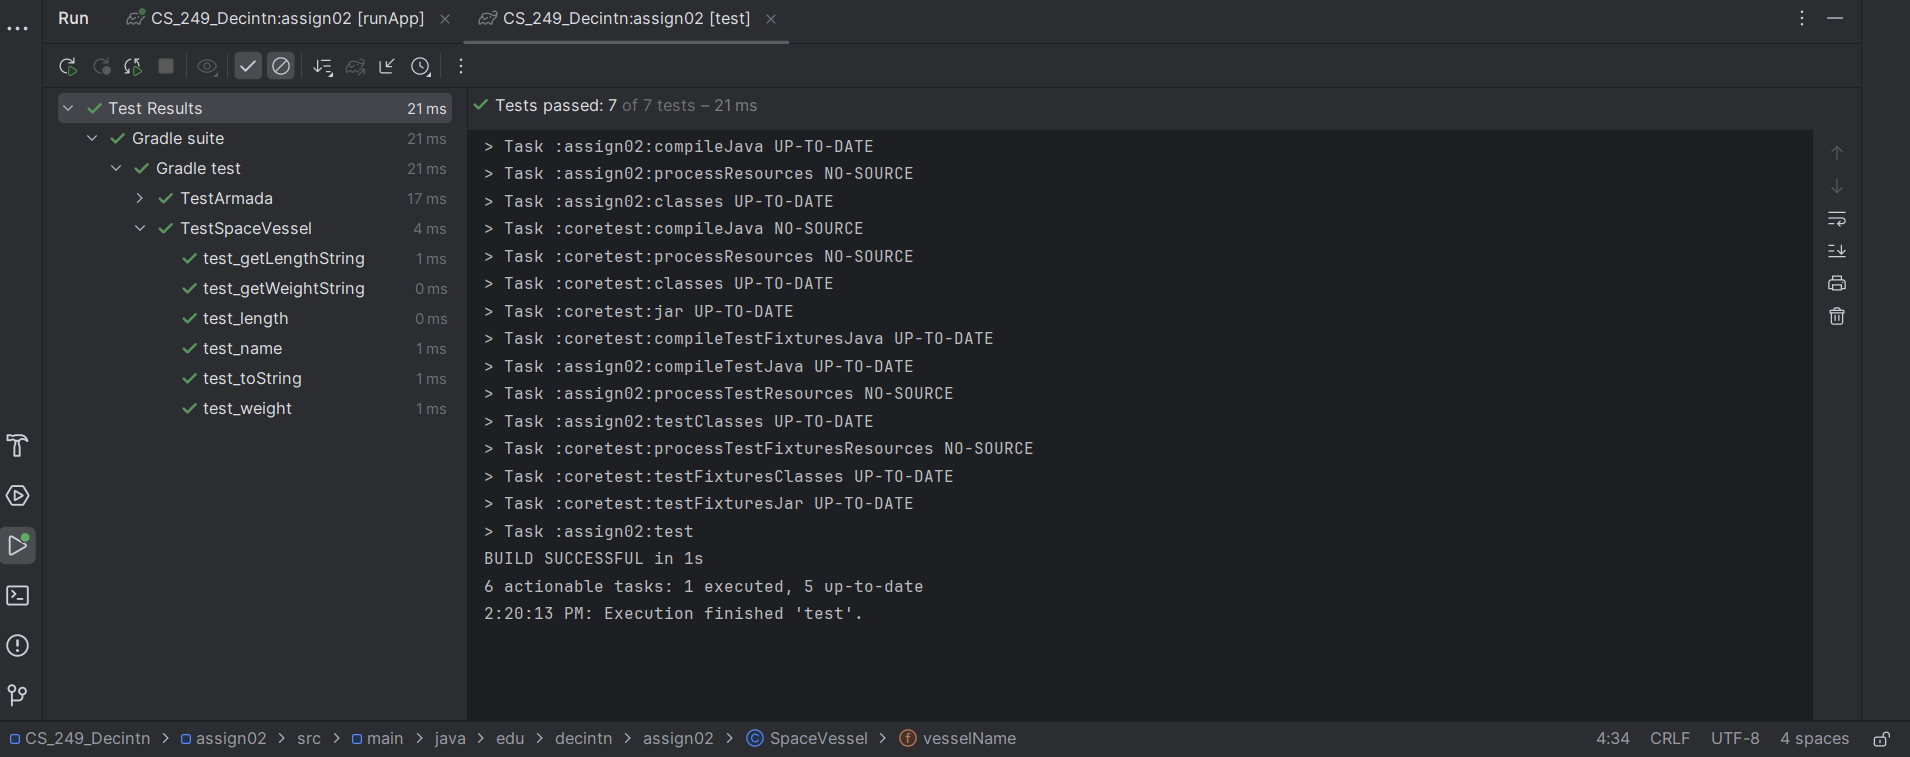 Run CS_249_Decintn:assign02 [runApp] CS_249_Decintn:assign02 [test]
Test Results 21 ms
Gradle suite 21 ms
Gradle test 21 ms
TestArmada 17 ms
TestSpaceVessel 4 ms
test_getLengthString 1 ms
test_getWeightString 0 ms
test_length 0 ms
test_name 1 ms
test_toString 1 ms
test_weight 1 ms
Tests passed: 7 of 7 tests – 21 ms
> Task :assign02:compileJava UP-TO-DATE
> Task :assign02:processResources NO-SOURCE
> Task :assign02:classes UP-TO-DATE
> Task :coretest:compileJava NO-SOURCE
> Task :coretest:processResources NO-SOURCE
> Task :coretest:classes UP-TO-DATE
> Task :coretest:jar UP-TO-DATE
> Task :coretest:compileTestFixturesJava UP-TO-DATE
> Task :assign02:compileTestJava UP-TO-DATE
> Task :assign02:processTestResources NO-SOURCE
> Task :assign02:testClasses UP-TO-DATE
> Task :coretest:processTestFixturesResources NO-SOURCE
> Task :coretest:testFixturesClasses UP-TO-DATE
> Task :coretest:testFixturesJar UP-TO-DATE
> Task :assign02:test
BUILD SUCCESSFUL in 1s
6 actionable tasks: 1 executed, 5 up-to-date
2:20:13 PM: Execution finished 'test'.
CS_249_Decintn > assign02 > src > main > java > edu > decintn > assign02 > SpaceVessel > vesselName 4:34 CRLF UTF-8 4 spaces